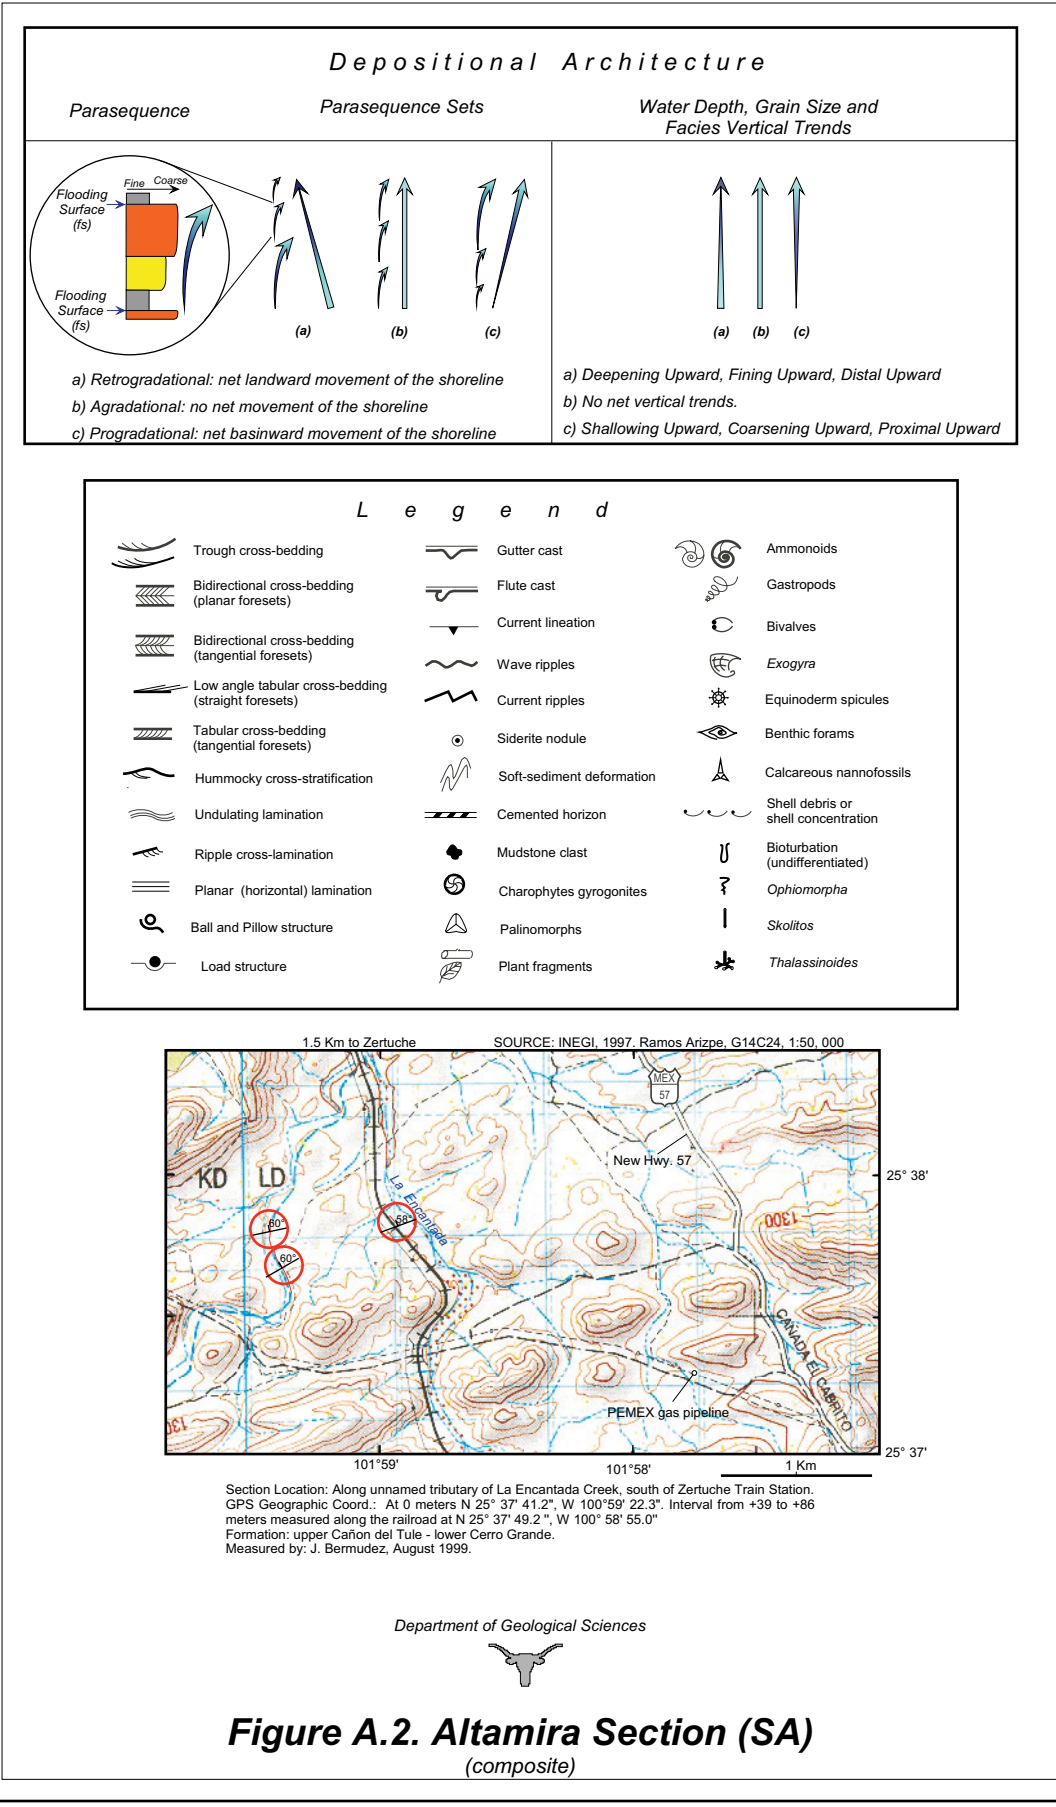 Depositional Architecture
Parasequence
Parasequence Sets
Water Depth, Grain Size and
Facies Vertical Trends
Fine
Coarse
Flooding
Surface
(fs)
Flooding
Surface
(fs)
(a)
(b)
(c)
(a)
(b)
(c)
a) Retrogradational: net landward movement of the shoreline
b) Agradational: no net movement of the shoreline
c) Progradational: net basinward movement of the shoreline
a) Deepening Upward, Fining Upward, Distal Upward
b) No net vertical trends.
c) Shallowing Upward, Coarsening Upward, Proximal Upward
Legend
Trough cross-bedding
Bidirectional cross-bedding
(planar foresets)
Bidirectional cross-bedding
(tangential foresets)
Low angle tabular cross-bedding
(straight foresets)
Tabular cross-bedding
(tangential foresets)
Hummocky cross-stratification
Undulating lamination
Ripple cross-lamination
Planar (horizontal) lamination
Ball and Pillow structure
Load structure
Gutter cast
Flute cast
Current lineation
Wave ripples
Current ripples
Siderite nodule
Soft-sediment deformation
Cemented horizon
Mudstone clast
Charophytes gyrogonites
Palinomorphs
Plant fragments
Ammonoids
Gastropods
Bivalves
Exogyra
Equinoderm spicules
Benthic forams
Calcareous nannofossils
Shell debris or
shell concentration
Bioturbation
(undifferentiated)
Ophiomorpha
Skolitos
Thalassinoides
1.5 Km to Zertuche
SOURCE: INEGI, 1997. Ramos Arizpe, G14C24, 1:50, 000
MEX
57
New Hwy. 57
KD
LD
La Encantada
80°
58°
60°
1300
25° 38'
CANADA EL CABRITO
PEMEX gas pipeline
1300
25° 37'
101°59'
101°58'
1 Km
Section Location: Along unnamed tributary of La Encantada Creek, south of Zertuche Train Station.
GPS Geographic Coord.: At 0 meters N 25° 37' 41.2", W 100°59' 22.3". Interval from +39 to +86
meters measured along the railroad at N 25° 37' 49.2 ", W 100° 58' 55.0"
Formation: upper Cañon del Tule - lower Cerro Grande.
Measured by: J. Bermudez, August 1999.
Department of Geological Sciences
Figure A.2. Altamira Section (SA)
(composite)